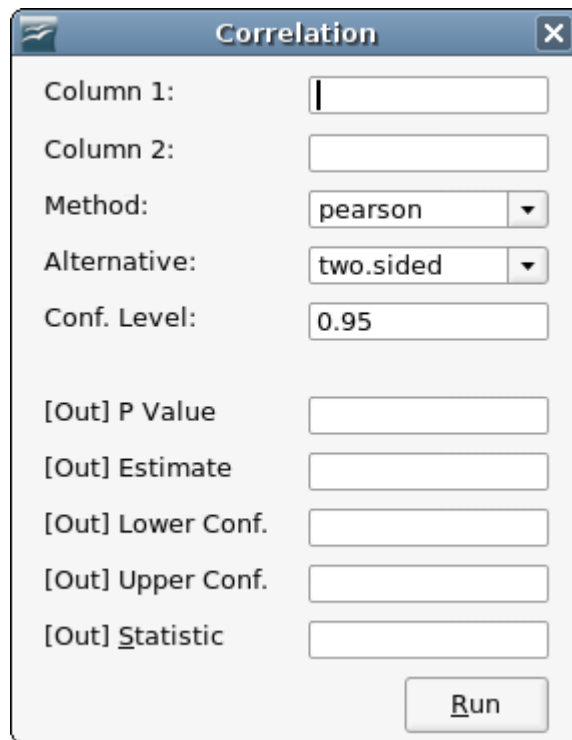 Correlation
Column 1:
Column 2:
Method: pearson
Alternative: two.sided
Conf. Level: 0.95
[Out] P Value
[Out] Estimate
[Out] Lower Conf.
[Out] Upper Conf.
[Out] Statistic
Run